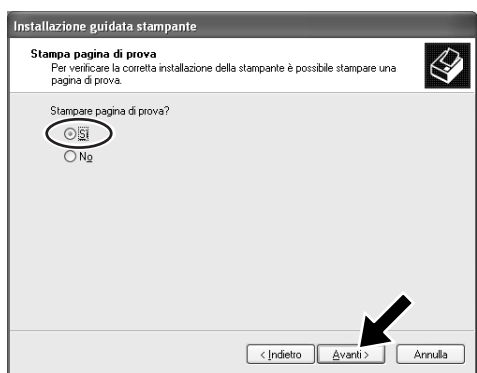 Installazione guidata stampante
Stampa pagina di prova
Per verificare la corretta installazione della stampante è possibile stampare una
pagina di prova.
Stampare pagina di prova?
Sì
No
< Indietro Avanti > Annulla